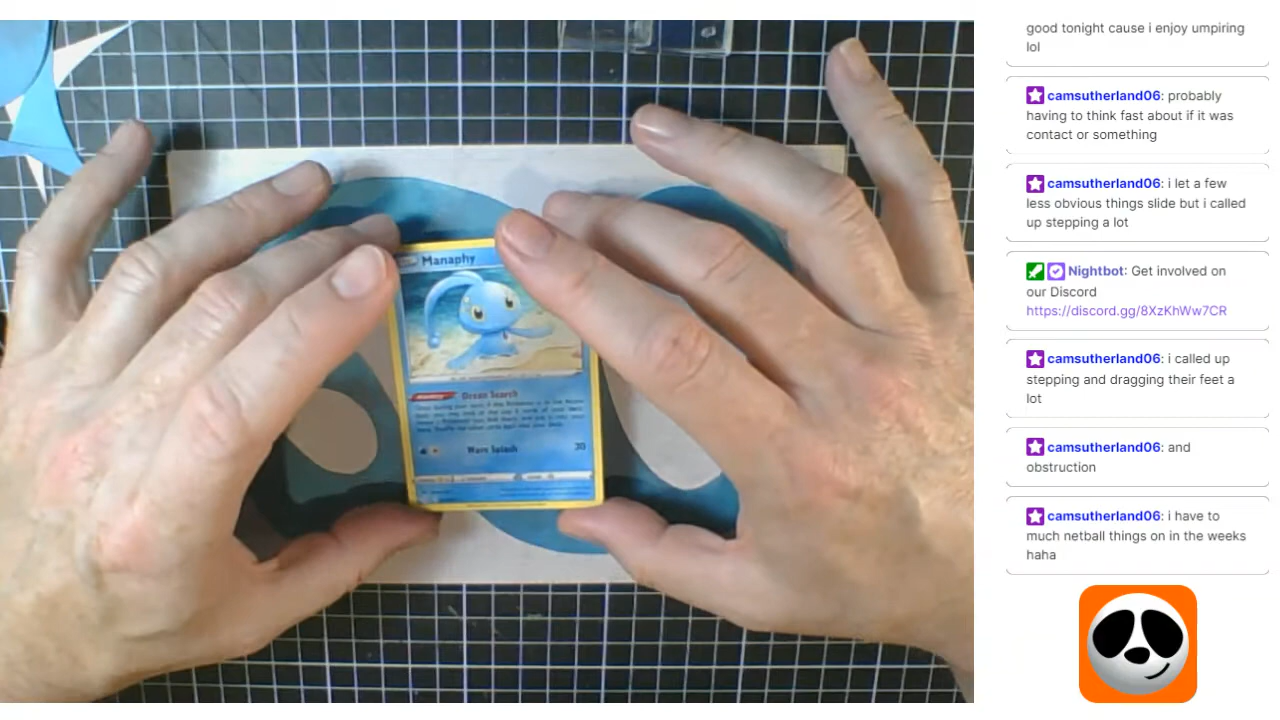 Manaphy
Ocean Search
Wave Splash
30
good tonight cause i enjoy umpiring
lol
camsutherland06: probably
having to think fast about if it was
contact or something
camsutherland06: i let a few
less obvious things slide but i called
up stepping a lot
Nightbot: Get involved on
our Discord
https://discord.gg/8XzKhWw7CR
camsutherland06: i called up
stepping and dragging their feet a
lot
camsutherland06: and
obstruction
camsutherland06: i have to
much netball things on in the weeks
haha